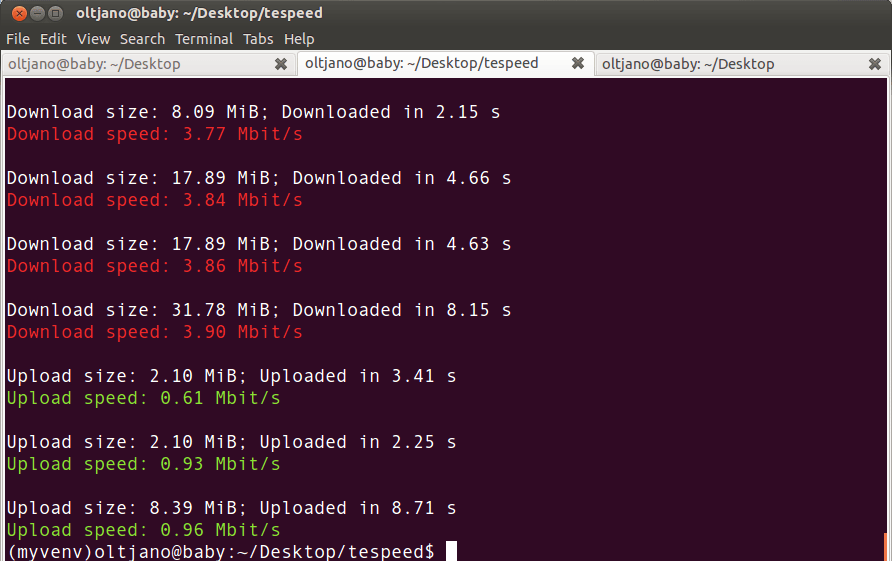 oltjano@baby: ~/Desktop/tespeed
File Edit View Search Terminal Tabs Help
oltjano@baby: ~/Desktop oltjano@baby: ~/Desktop/tespeed oltjano@baby: ~/Desktop
Download size: 8.09 MiB; Downloaded in 2.15 s
Download speed: 3.77 Mbit/s
Download size: 17.89 MiB; Downloaded in 4.66 s
Download speed: 3.84 Mbit/s
Download size: 17.89 MiB; Downloaded in 4.63 s
Download speed: 3.86 Mbit/s
Download size: 31.78 MiB; Downloaded in 8.15 s
Download speed: 3.90 Mbit/s
Upload size: 2.10 MiB; Uploaded in 3.41 s
Upload speed: 0.61 Mbit/s
Upload size: 2.10 MiB; Uploaded in 2.25 s
Upload speed: 0.93 Mbit/s
Upload size: 8.39 MiB; Uploaded in 8.71 s
Upload speed: 0.96 Mbit/s
(myvenv)oltjano@baby:~/Desktop/tespeed$